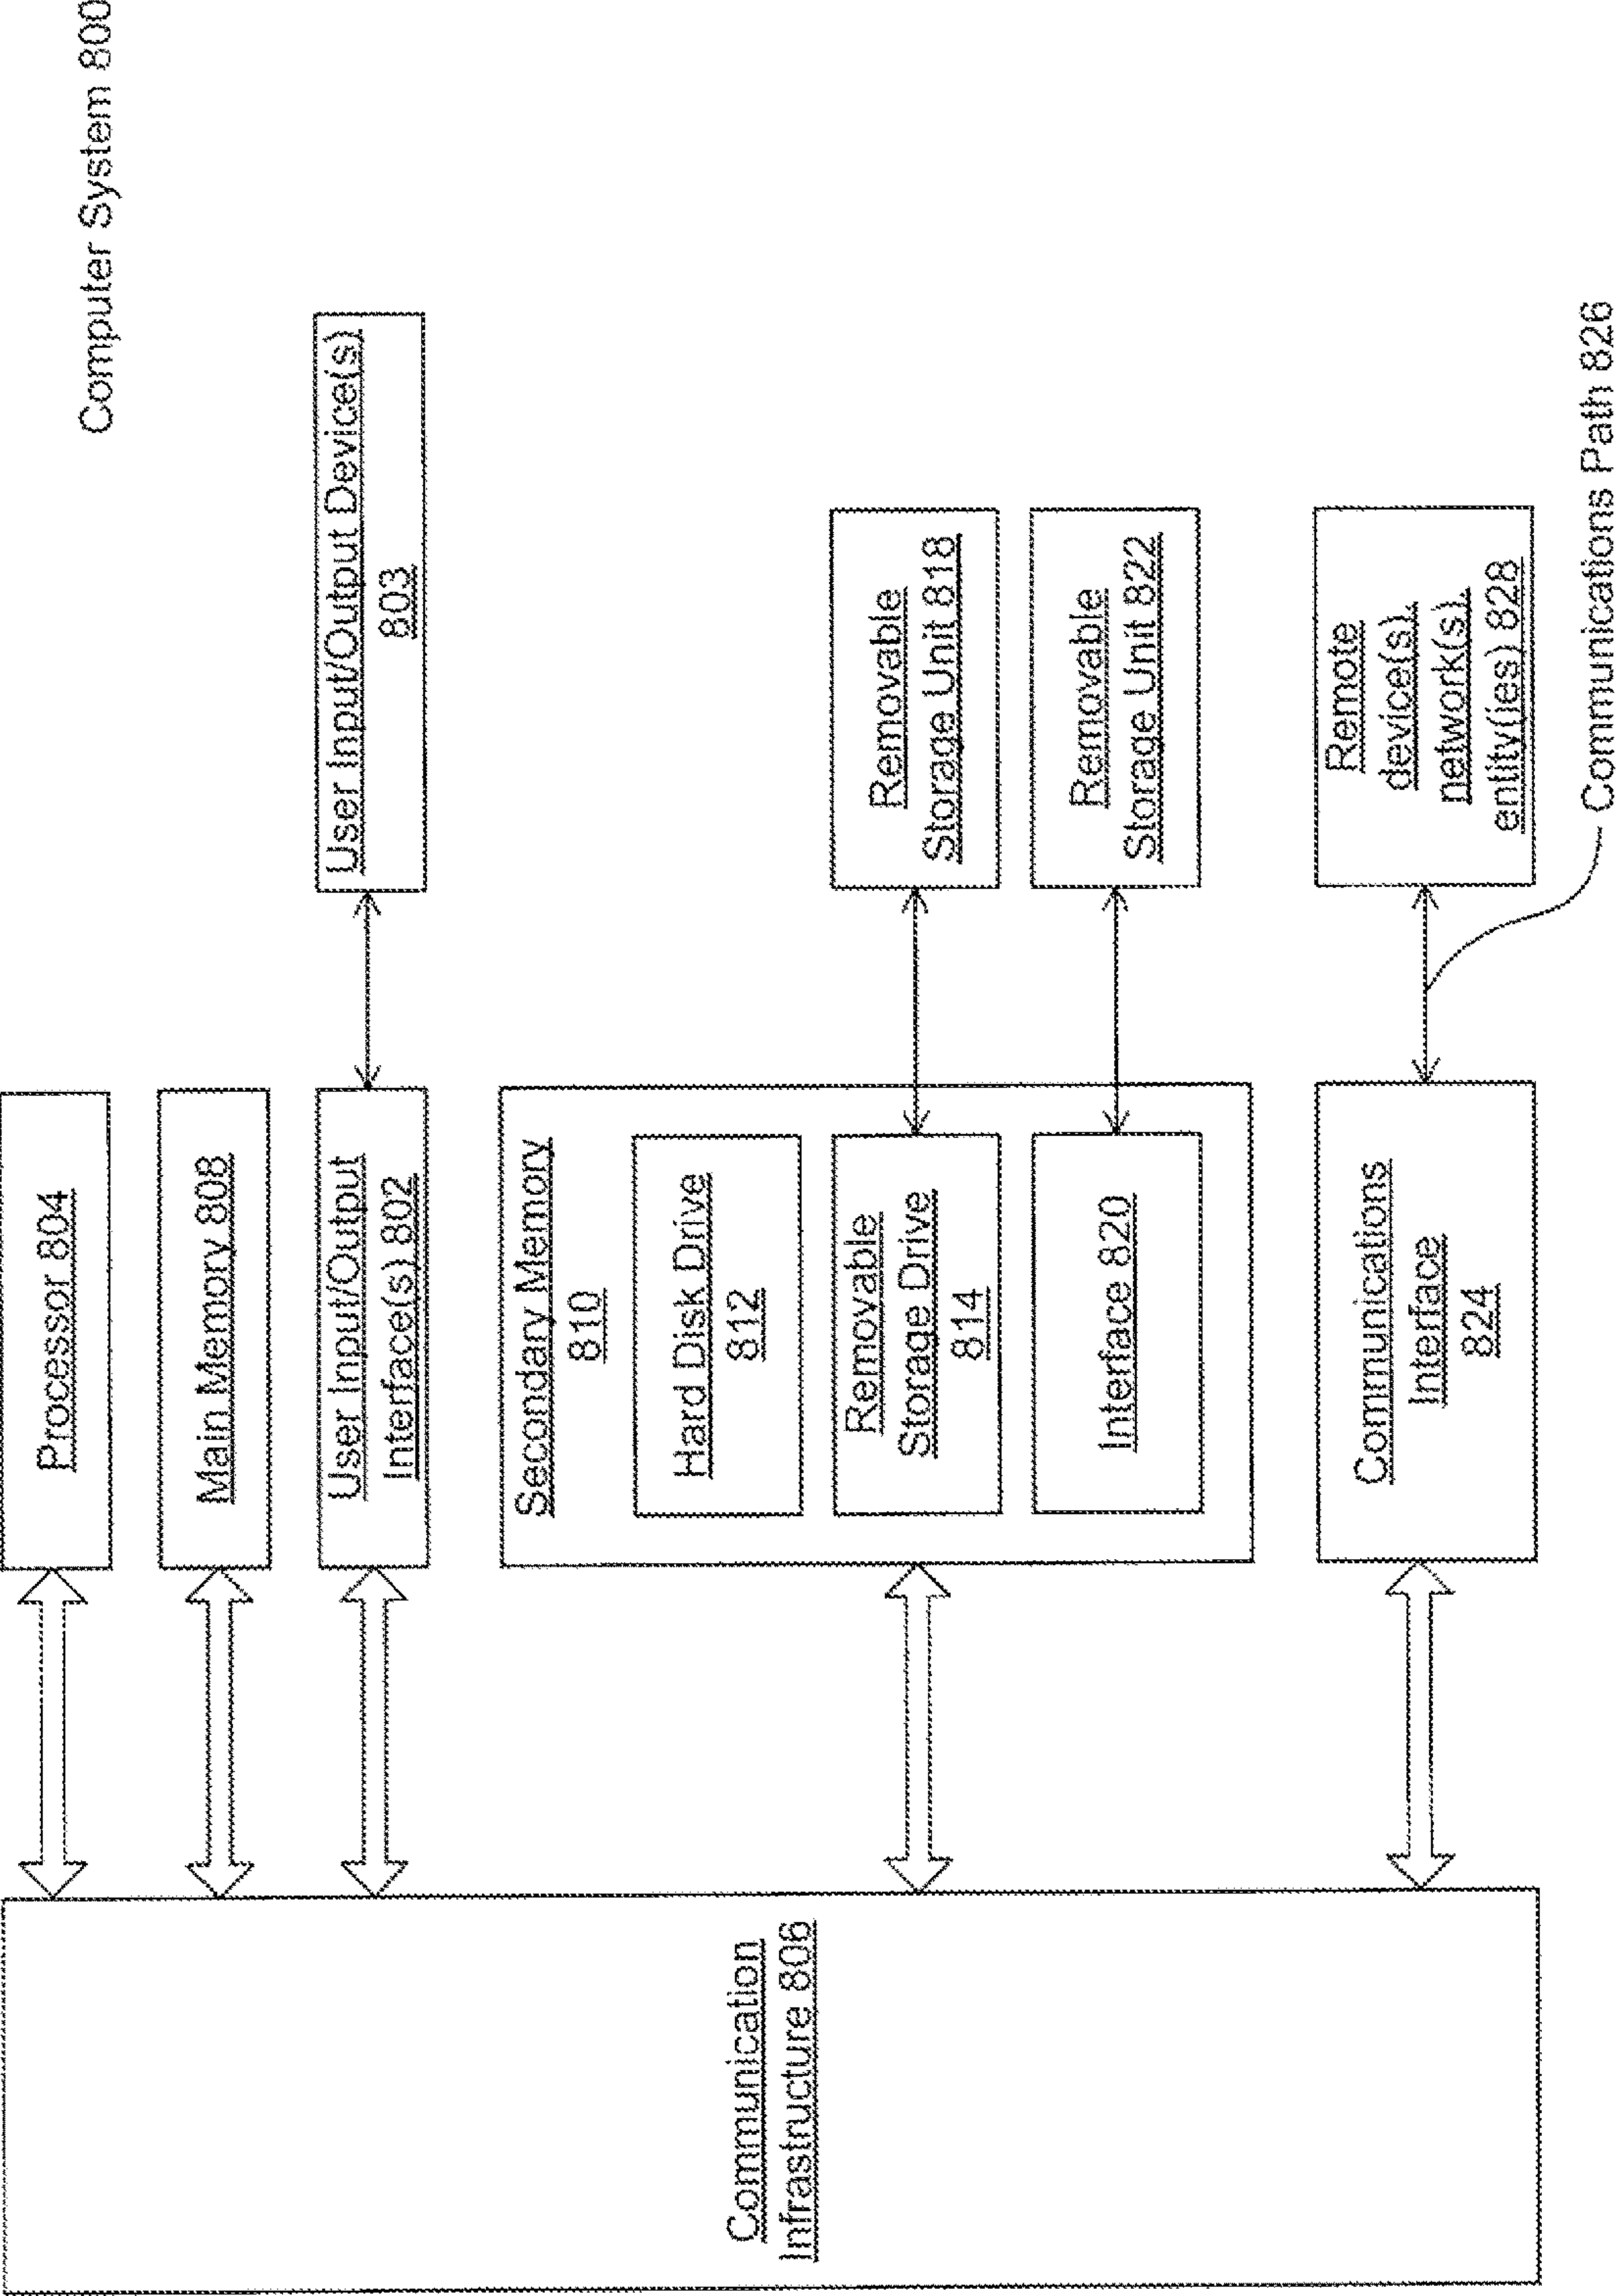 Computer System 800
Processor 804
Main Memory 808
User Input/Output
Interface(s) 802
User Input/Output Device(s)
803
Secondary Memory
810
Hard Disk Drive
812
Removable
Storage Drive
814
Removable
Storage Unit 818
Interface 820
Removable
Storage Unit 822
Communications
Interface
824
Remote
device(s),
network(s),
entity(ies) 828
Communications Path 826
Communication
Infrastructure 806